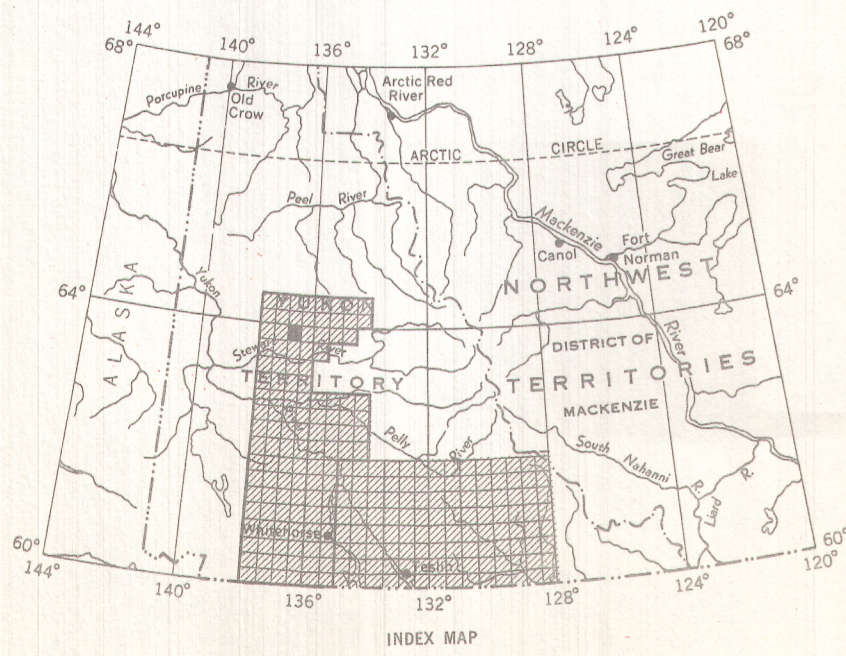 144° 140° 136° 132° 128° 124° 120°
68° 68°
Porcupine River
Old
Crow
Arctic Red
River
ARCTIC CIRCLE
Great Bear
Lake
Peel River
Mackenzie
Canol
Fort
Norman
Yukon
NORTHWEST
64° 64°
ALASKA
YUKON
Stewart River
DISTRICT OF
TERRITORY
TERRITORIES
MACKENZIE
River
Pelly
River
South
Nahanni
R.
Liard
R.
Whitehorse
Teslin
60° 60°
144° 140° 136° 132° 128° 124° 120°
INDEX MAP